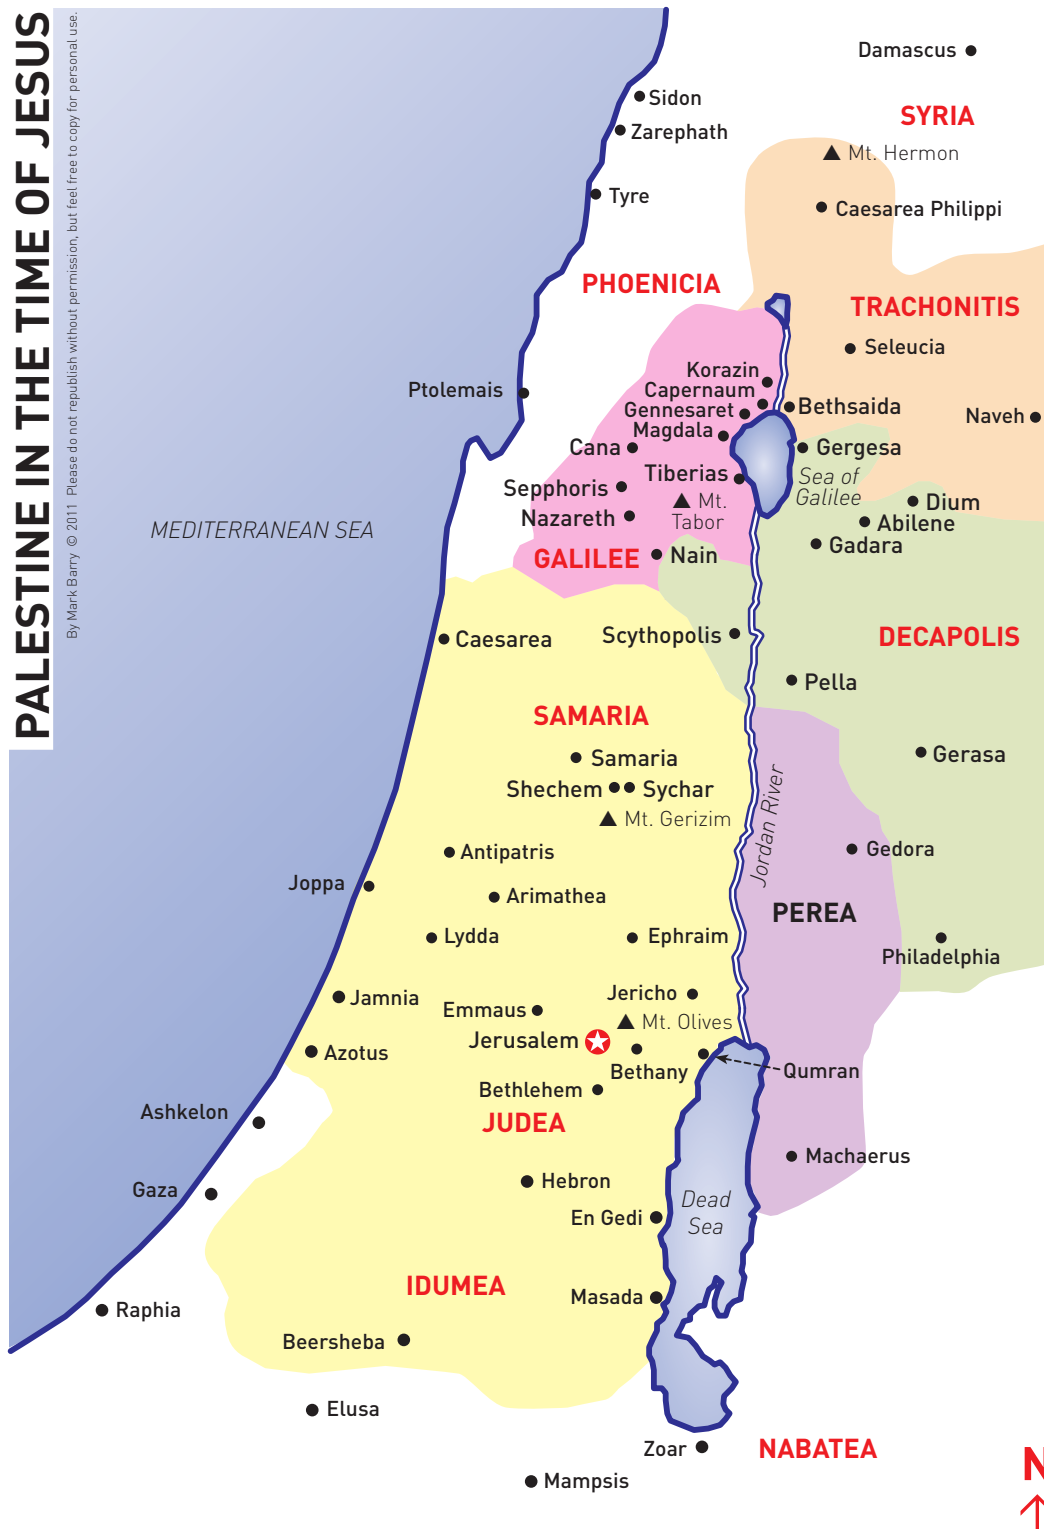 PALESTINE IN THE TIME OF JESUS
By Mark Barry © 2011 Please do not republish without permission, but feel free to copy for personal use.
Damascus
Sidon
SYRIA
Zarephath
Mt. Hermon
Tyre
Caesarea Philippi
PHOENICIA
TRACHONITIS
Seleucia
Korazin
Ptolemais
Capernaum
Gennesaret
Bethsaida
Naveh
Magdala
Cana
Gergesa
Tiberias
Sea of
Galilee
Sepphoris
Mt.
Tabor
Dium
Nazareth
Abilene
MEDITERRANEAN SEA
Gadara
GALILEE
Nain
Caesarea
Scythopolis
DECAPOLIS
Pella
SAMARIA
Samaria
Gerasa
Shechem
Sychar
Mt. Gerizim
Jordan River
Antipatris
Gedora
Joppa
Arimathea
PEREA
Lydda
Ephraim
Philadelphia
Jamnia
Jericho
Emmaus
Mt. Olives
Jerusalem
Azotus
Bethany
Qumran
Bethlehem
Ashkelon
JUDEA
Machaerus
Hebron
Gaza
Dead
Sea
En Gedi
IDUMEA
Masada
Raphia
Beersheba
Elusa
Zoar
NABATEA
N
Mampsis